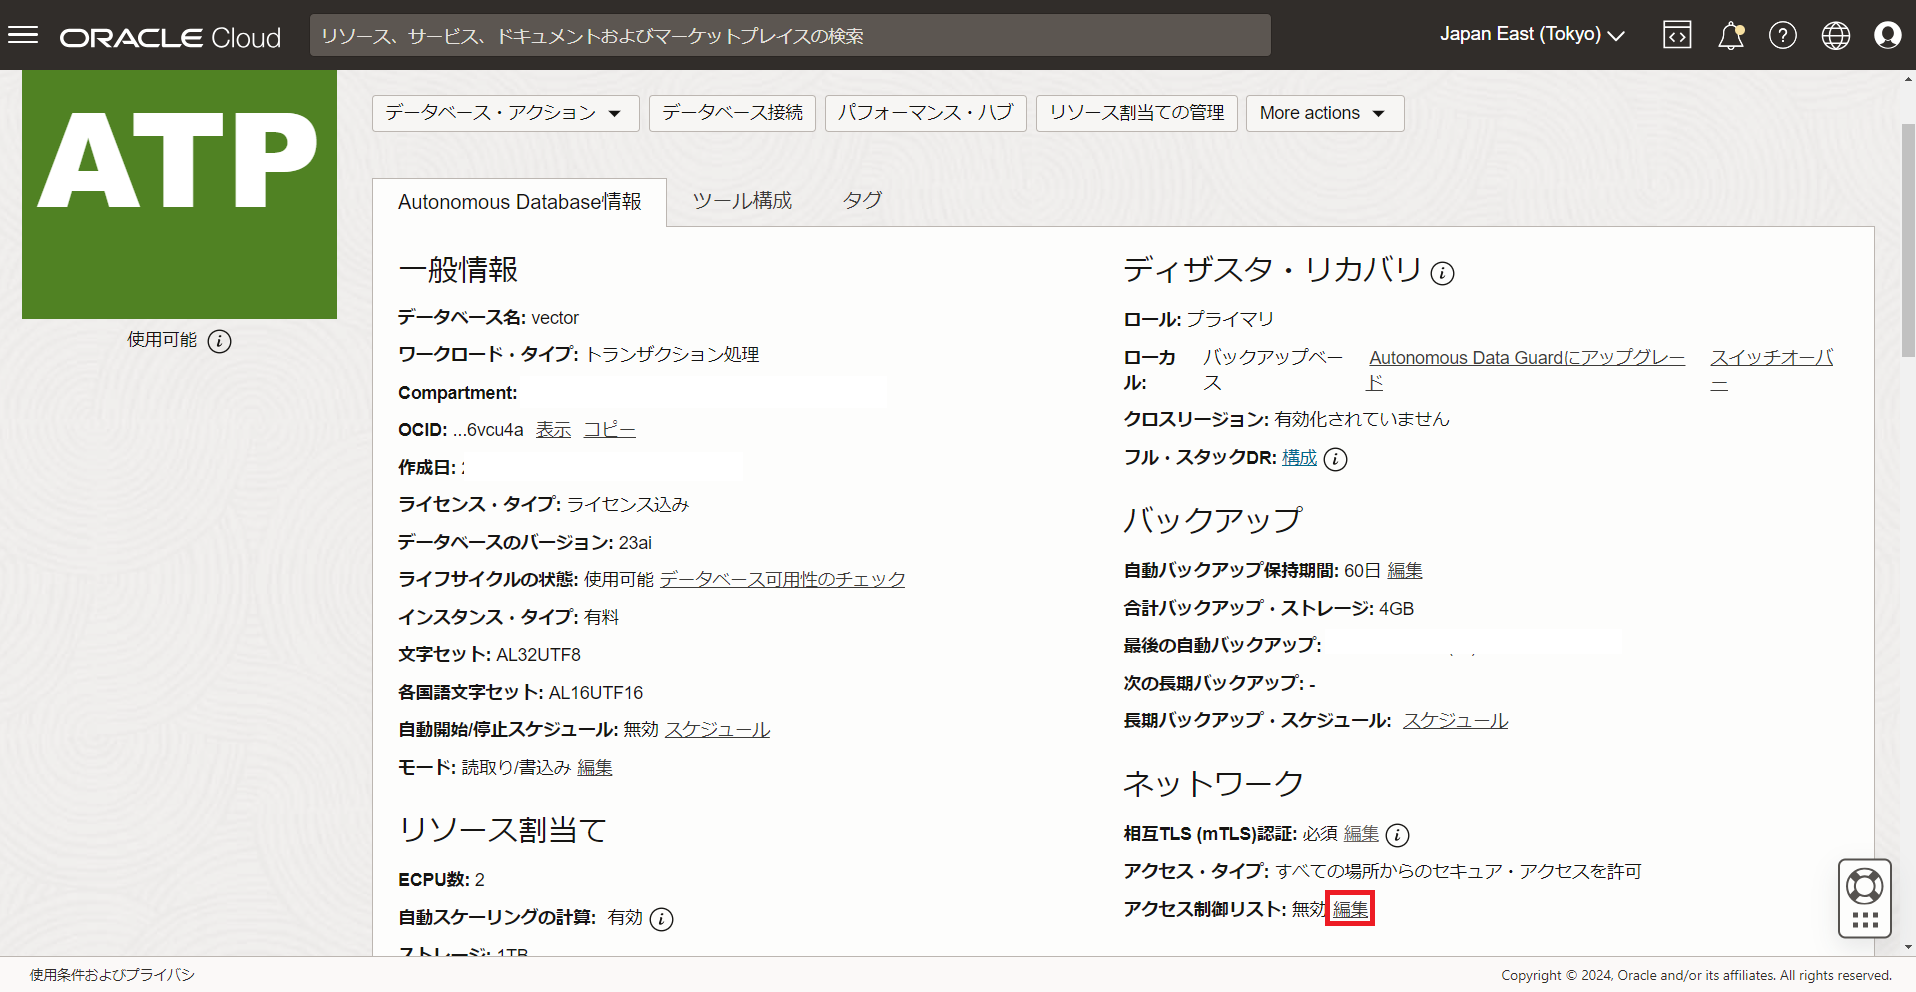 ORACLE Cloud
リソース、サービス、ドキュメントおよびマーケットプレイスの検索
Japan East (Tokyo)
ATP
使用可能
データベース・アクション
データベース接続
パフォーマンス・ハブ
リソース割当ての管理
More actions
Autonomous Database情報
ツール構成
タグ
一般情報
データベース名: vector
ワークロード・タイプ: トランザクション処理
Compartment:
OCID: ...6vcu4a 表示 コピー
作成日:
ライセンス・タイプ: ライセンス込み
データベースのバージョン: 23ai
ライフサイクルの状態: 使用可能 データベース可用性のチェック
インスタンス・タイプ: 有料
文字セット: AL32UTF8
各国語文字セット: AL16UTF16
自動開始/停止スケジュール: 無効 スケジュール
モード: 読取り/書込み 編集
リソース割当て
ECPU数: 2
自動スケーリングの計算: 有効
ストレージ: 1TB
ディザスタ・リカバリ
ロール: プライマリ
ローカル: バックアップベース Autonomous Data Guardにアップグレード スイッチオーバー
クロスリージョン: 有効化されていません
フル・スタックDR: 構成
バックアップ
自動バックアップ保持期間: 60日 編集
合計バックアップ・ストレージ: 4GB
最後の自動バックアップ:
次の長期バックアップ: -
長期バックアップ・スケジュール: スケジュール
ネットワーク
相互TLS (mTLS)認証: 必須 編集
アクセス・タイプ: すべての場所からのセキュア・アクセスを許可
アクセス制御リスト: 無効 編集
使用条件およびプライバシ
Copyright © 2024, Oracle and/or its affiliates. All rights reserved.